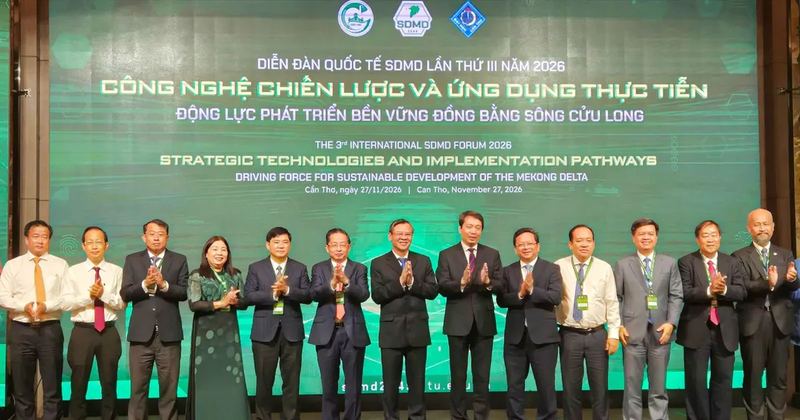 SDMD
DIỄN ĐÀN QUỐC TẾ SDMD LẦN THỨ III NĂM 2026
CÔNG NGHỆ CHIẾN LƯỢC VÀ ỨNG DỤNG THỰC TIỄN
ĐỘNG LỰC PHÁT TRIỂN BỀN VỮNG ĐỒNG BẰNG SÔNG CỬU LONG
THE 3rd INTERNATIONAL SDMD FORUM 2026
STRATEGIC TECHNOLOGIES AND IMPLEMENTATION PATHWAYS
DRIVING FORCE FOR SUSTAINABLE DEVELOPMENT OF THE MEKONG DELTA
Cần Thơ, ngày 27/11/2026 | Can Tho, November 27, 2026